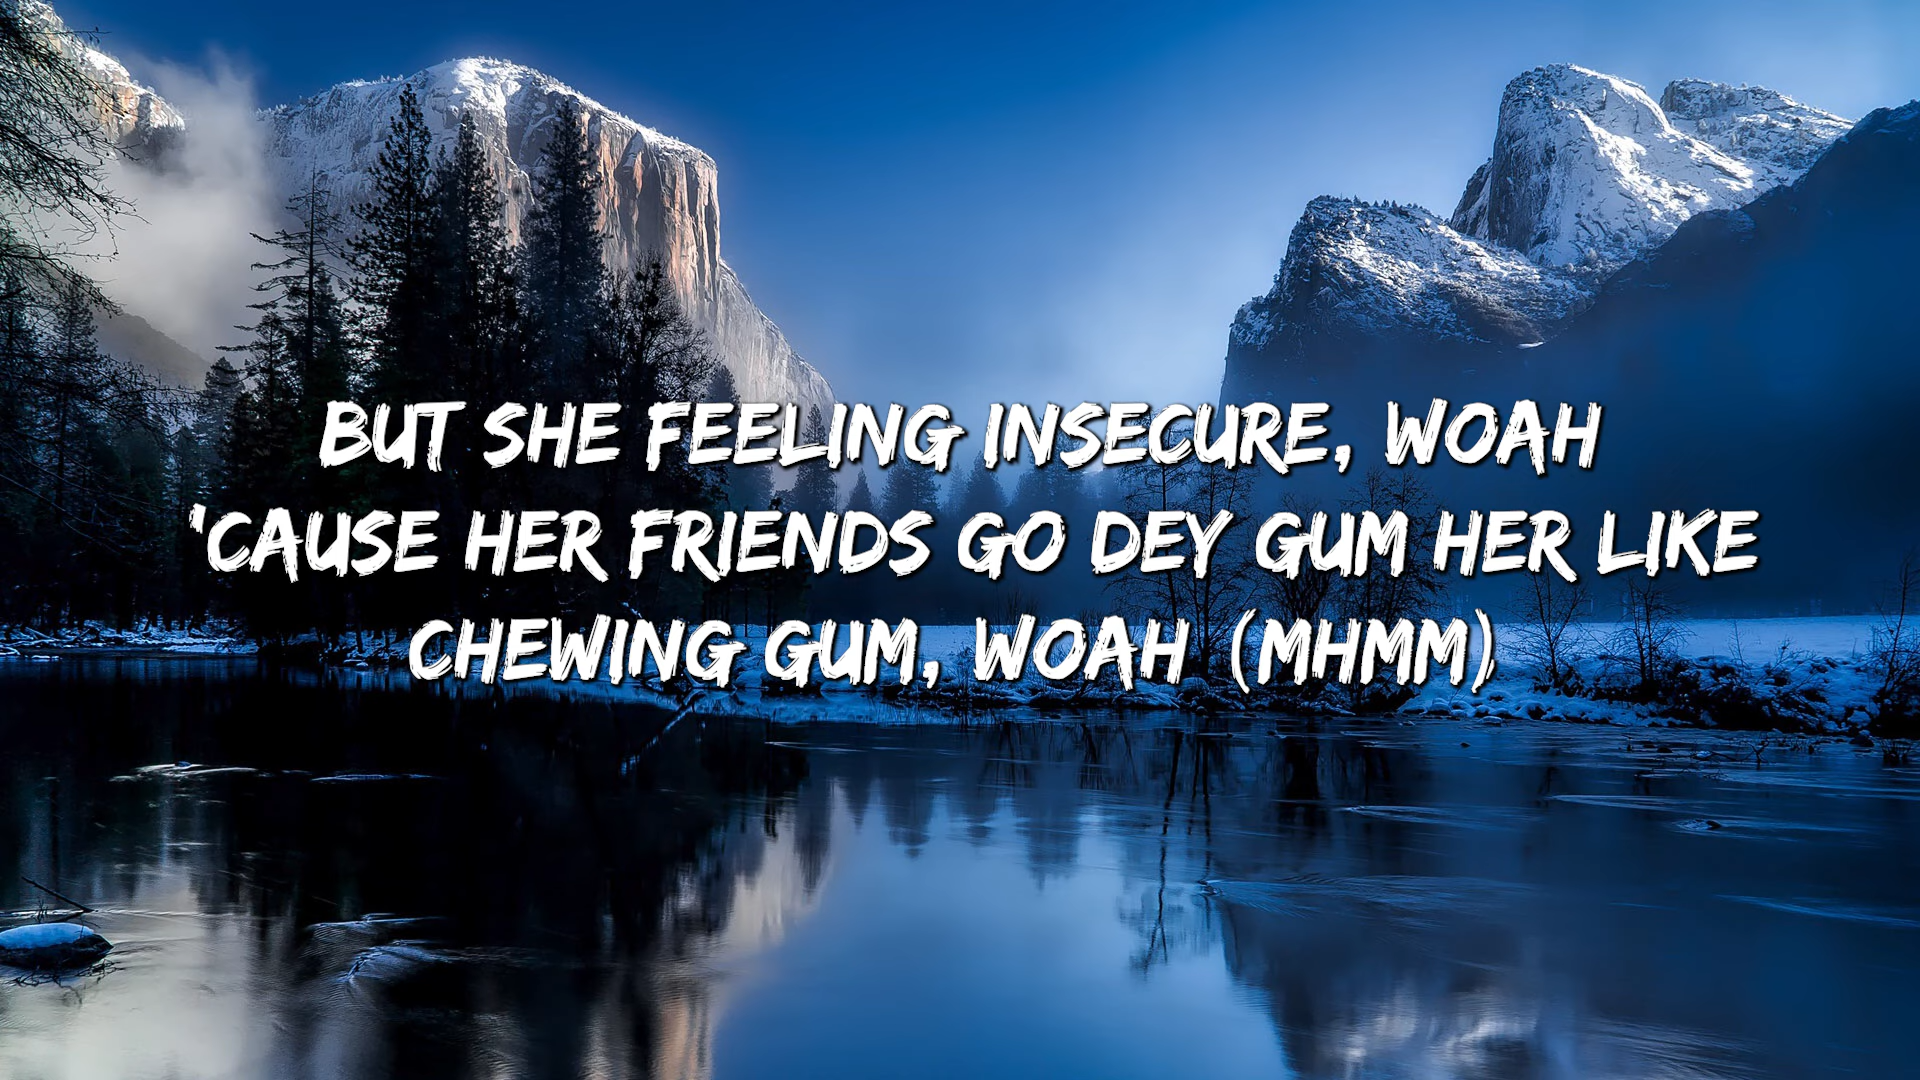 BUT SHE FEELING INSECURE, WOAH
'CAUSE HER FRIENDS GO DEY GUM HER LIKE
CHEWING GUM, WOAH (MHMM)